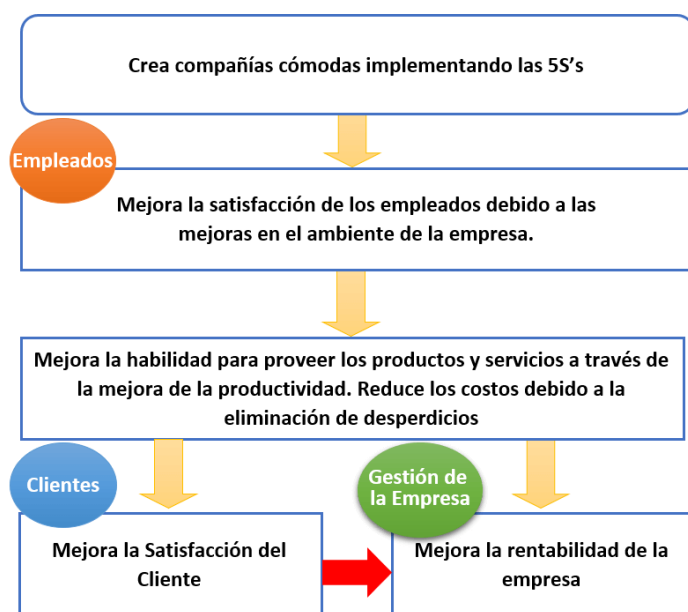 Crea compañías cómodas implementando las 5S’s
Empleados
Mejora la satisfacción de los empleados debido a las
mejoras en el ambiente de la empresa.
Mejora la habilidad para proveer los productos y servicios a través de
la mejora de la productividad. Reduce los costos debido a la
eliminación de desperdicios
Clientes
Mejora la Satisfacción del
Cliente
Gestión de
la Empresa
Mejora la rentabilidad de la
empresa